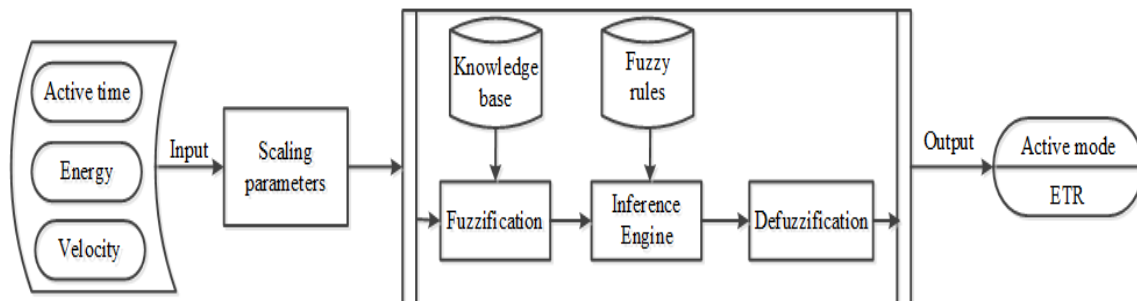 Active time
Energy
Velocity
Input
Scaling
parameters
Knowledge
base
Fuzzy
rules
Fuzzification
Inference
Engine
Defuzzification
Output
Active mode
ETR